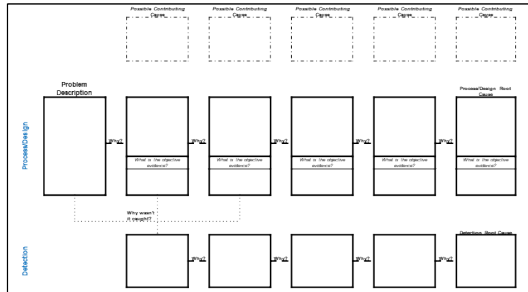 Possible Contributing
Cause
Possible Contributing
Cause
Possible Contributing
Cause
Possible Contributing
Cause
Possible Contributing
Cause
Problem
Description
Process/Design Root
Cause
Process/Design
Why?
Why?
Why?
Why?
Why?
What is the objective
evidence?
What is the objective
evidence?
What is the objective
evidence?
What is the objective
evidence?
What is the objective
evidence?
Why wasn't
it caught?
Detection Root Cause
Detection
Why?
Why?
Why?
Why?